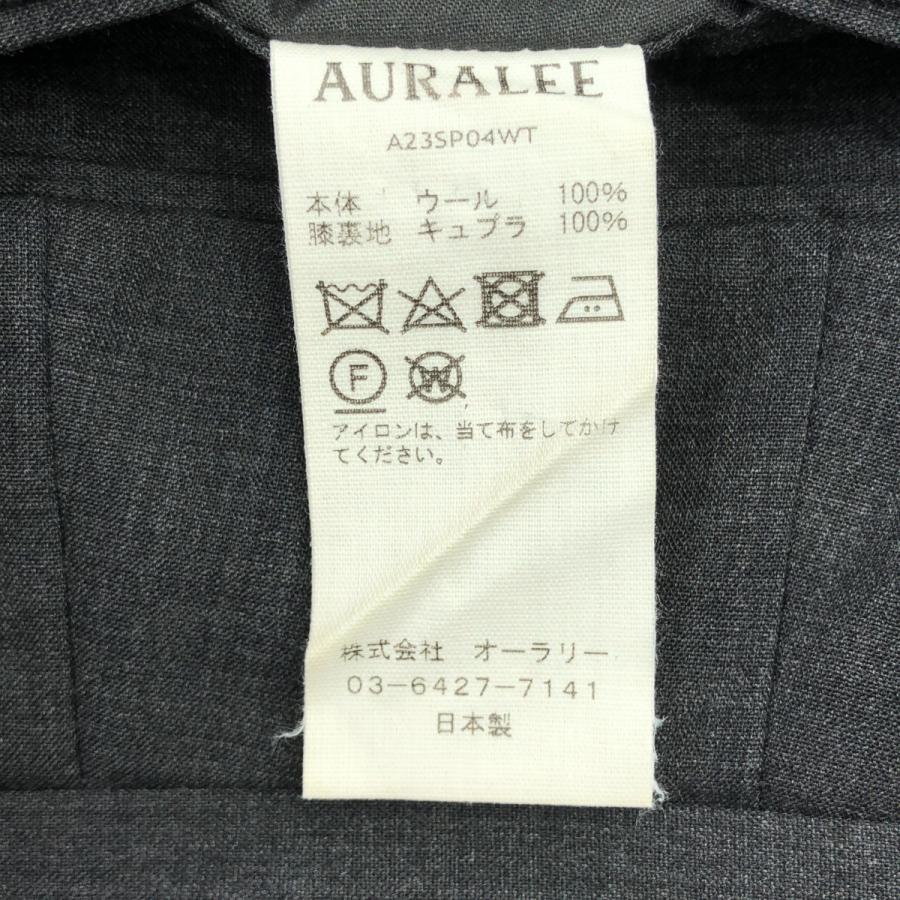 AURALEE
A23SP04WT
本体 ウール 100%
膝裏地 キュプラ 100%
F W
アイロンは、当て布をしてかけ
てください。
株式会社 オーラリー
03-6427-7141
日本製